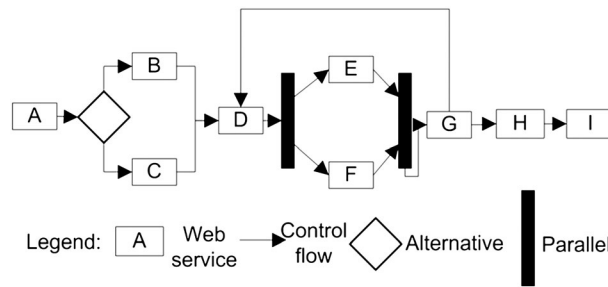 B
E
A
D
G
H
I
C
F
Legend:
A
Web
service
Control
flow
Alternative
Parallel